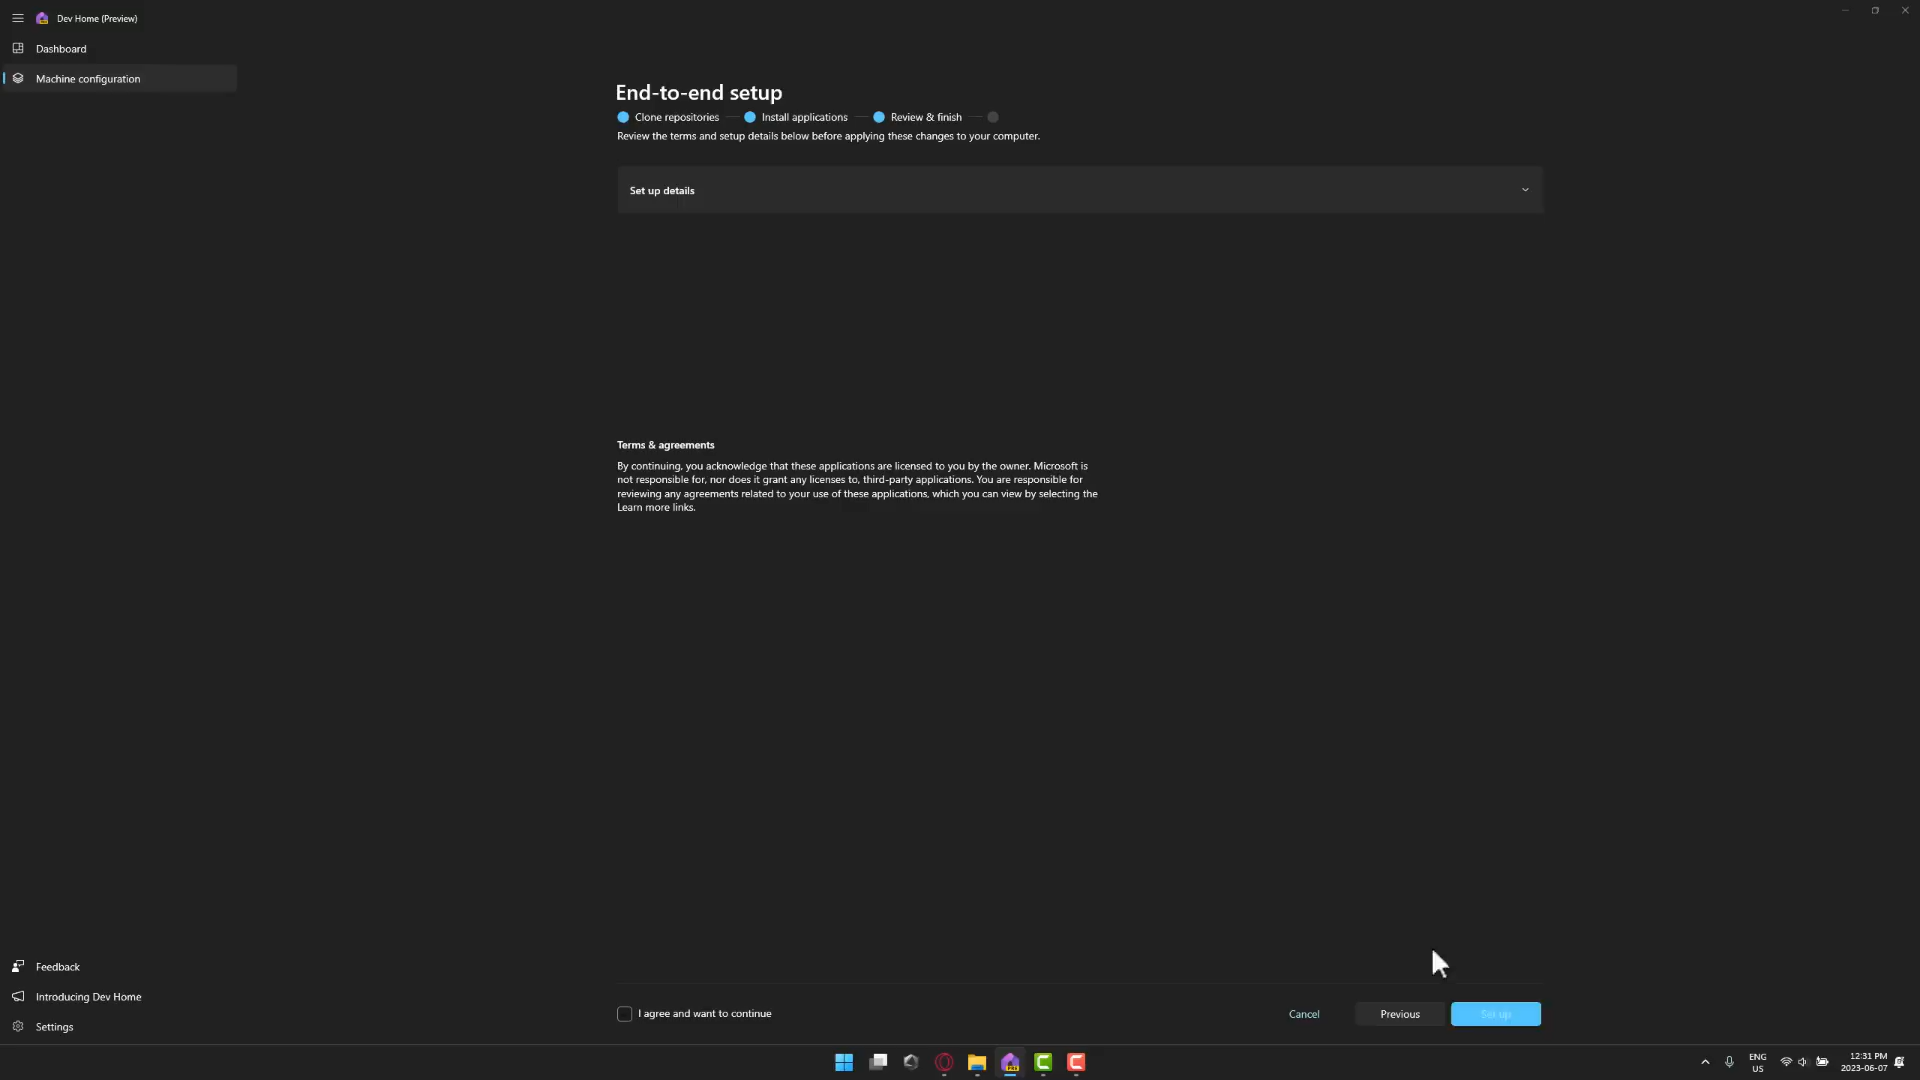 Dev Home (Preview)
Dashboard
Machine configuration
End-to-end setup
Clone repositories
Install applications
Review & finish
Review the terms and setup details below before applying these changes to your computer.
Set up details
Terms & agreements
By continuing, you acknowledge that these applications are licensed to you by the owner. Microsoft is
not responsible for, nor does it grant any licenses to, third-party applications. You are responsible for
reviewing any agreements related to your use of these applications, which you can view by selecting the
Learn more links.
Feedback
Introducing Dev Home
Settings
I agree and want to continue
Cancel
Previous
Set up
ENG
US
12:31 PM
2023-06-07